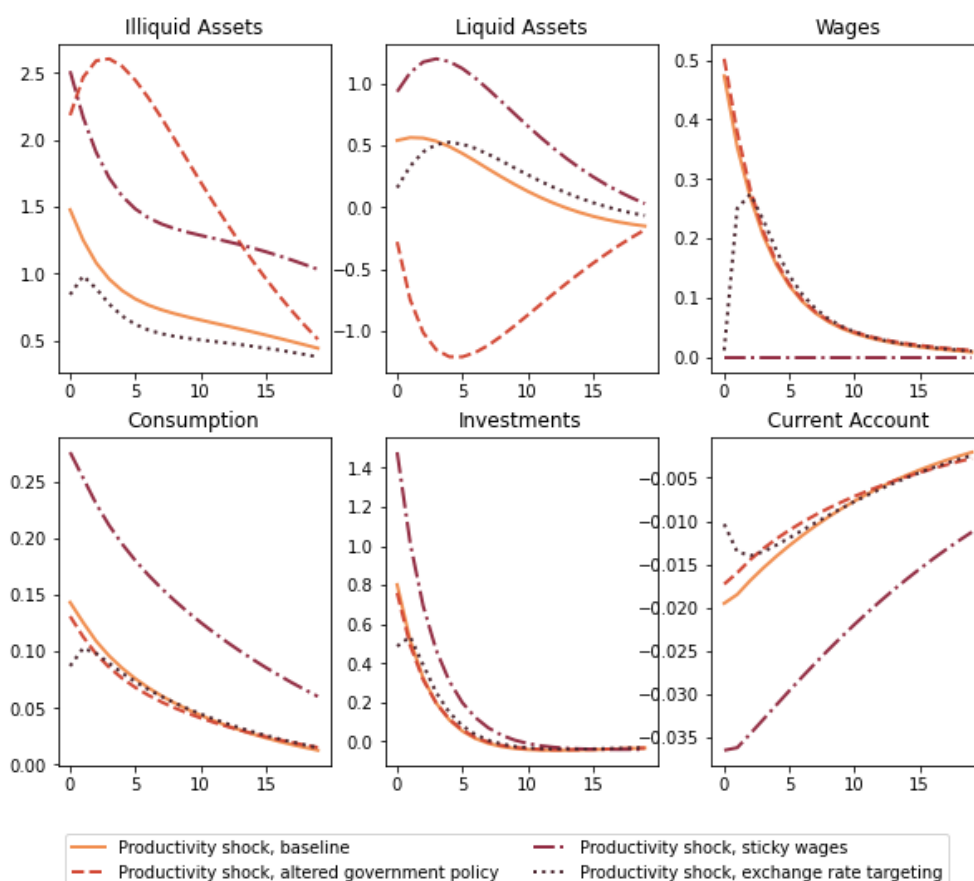 Illiquid Assets Liquid Assets Wages
2.5 1.0 0.5
2.0 0.5 0.4
1.5 0.0 0.3
1.0 −0.5 0.2
0.5 −1.0 0.1
0.0
0 5 10 15 0 5 10 15 0 5 10 15
Consumption Investments Current Account
0.25 1.4 −0.005
0.20 1.2 −0.010
0.15 1.0 −0.015
0.10 0.8 −0.020
0.05 0.6 −0.025
0.00 0.4 −0.030
0.2 −0.035
0.0
0 5 10 15 0 5 10 15 0 5 10 15
Productivity shock, baseline Productivity shock, sticky wages
Productivity shock, altered government policy Productivity shock, exchange rate targeting